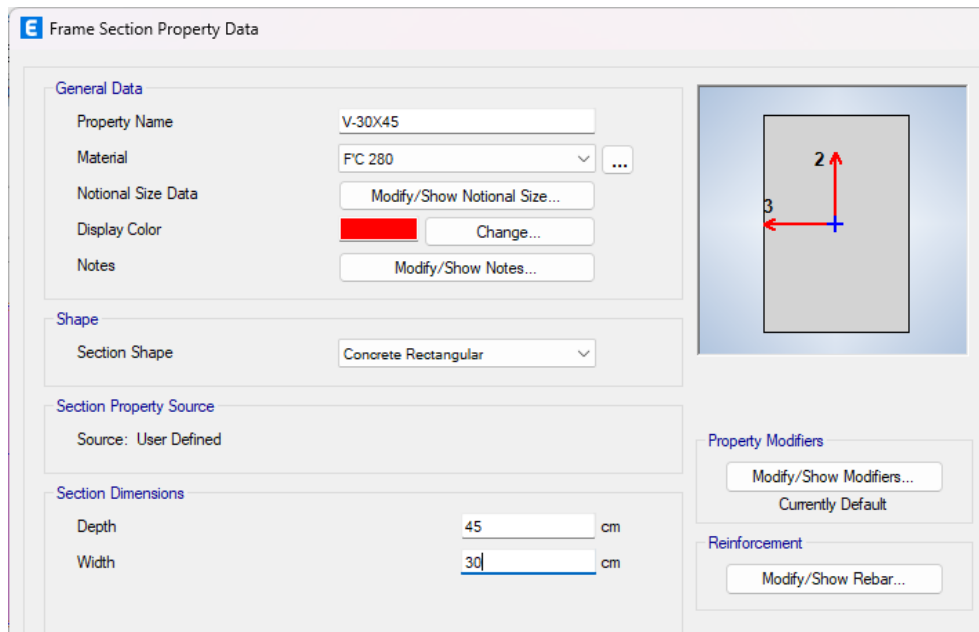 E Frame Section Property Data
General Data
Property Name V-30X45
Material F'C 280 ...
Notional Size Data Modify/Show Notional Size...
Display Color Change...
Notes Modify/Show Notes...
Shape
Section Shape Concrete Rectangular
Section Property Source
Source: User Defined
Section Dimensions
Depth 45 cm
Width 30 cm
2
3
Property Modifiers
Modify/Show Modifiers...
Currently Default
Reinforcement
Modify/Show Rebar...